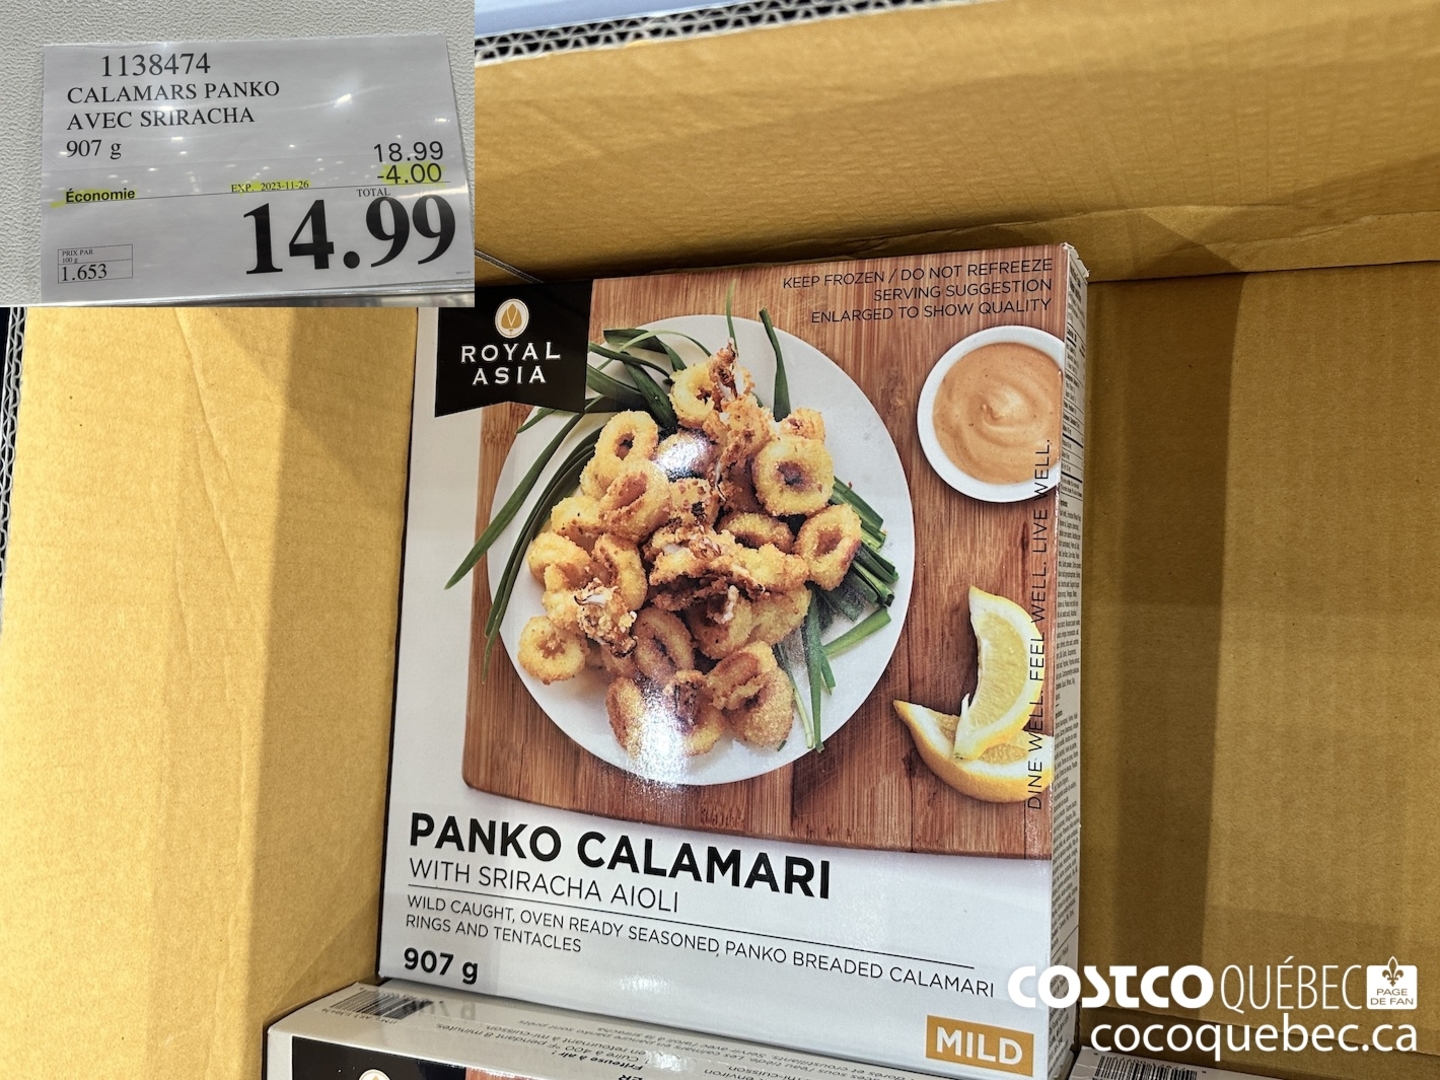 1138474
CALAMARS PANKO
AVEC SRIRACHA
907 g
18.99
-4.00
Économie
EXP. 2023-11-26
TOTAL
14.99
PRIX PAR
100 g
1.653
ROYAL
ASIA
KEEP FROZEN / DO NOT REFREEZE
SERVING SUGGESTION
ENLARGED TO SHOW QUALITY
DINE WELL. FEEL WELL. LIVE WELL.
PANKO CALAMARI
WITH SRIRACHA AIOLI
WILD CAUGHT, OVEN READY SEASONED, PANKO BREADED CALAMARI
RINGS AND TENTACLES
907 g
MILD
COSTCO QUÉBEC PAGE
DE FAN
cocoquebec.ca